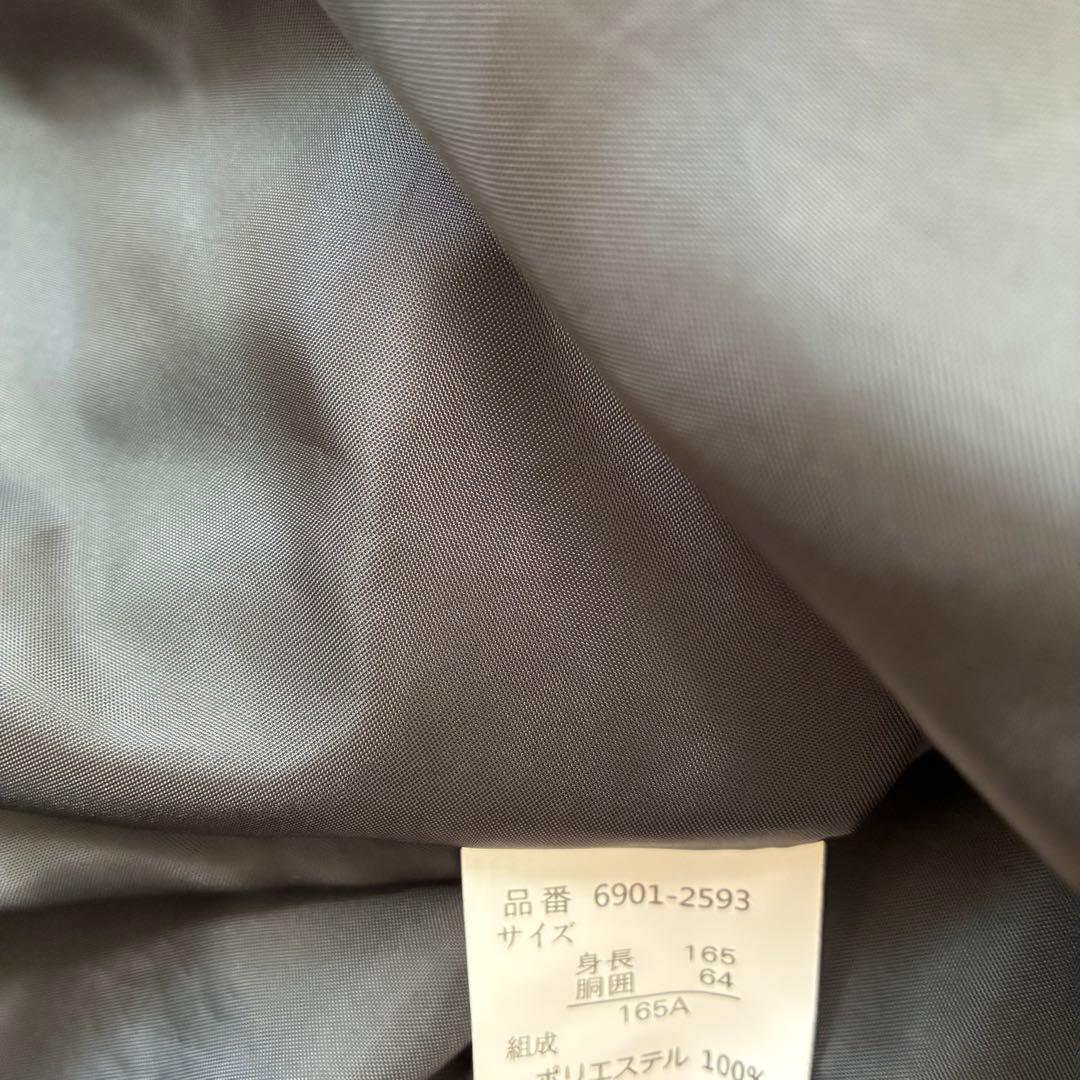 品番 6901-2593
サイズ
身長 165
胴囲 64
165A
組成
ポリエステル 100%